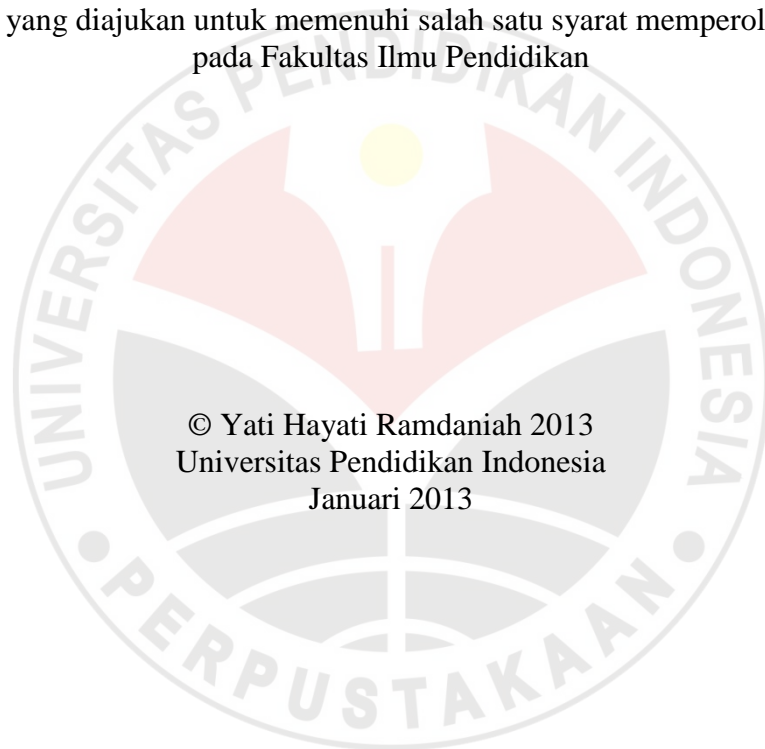 yang diajukan untuk memenuhi salah satu syarat memperol
pada Fakultas Ilmu Pendidikan
UNIVERSITAS PENDIDIKAN INDONESIA
© Yati Hayati Ramdaniah 2013
Universitas Pendidikan Indonesia
Januari 2013
PERPUSTAKAAN